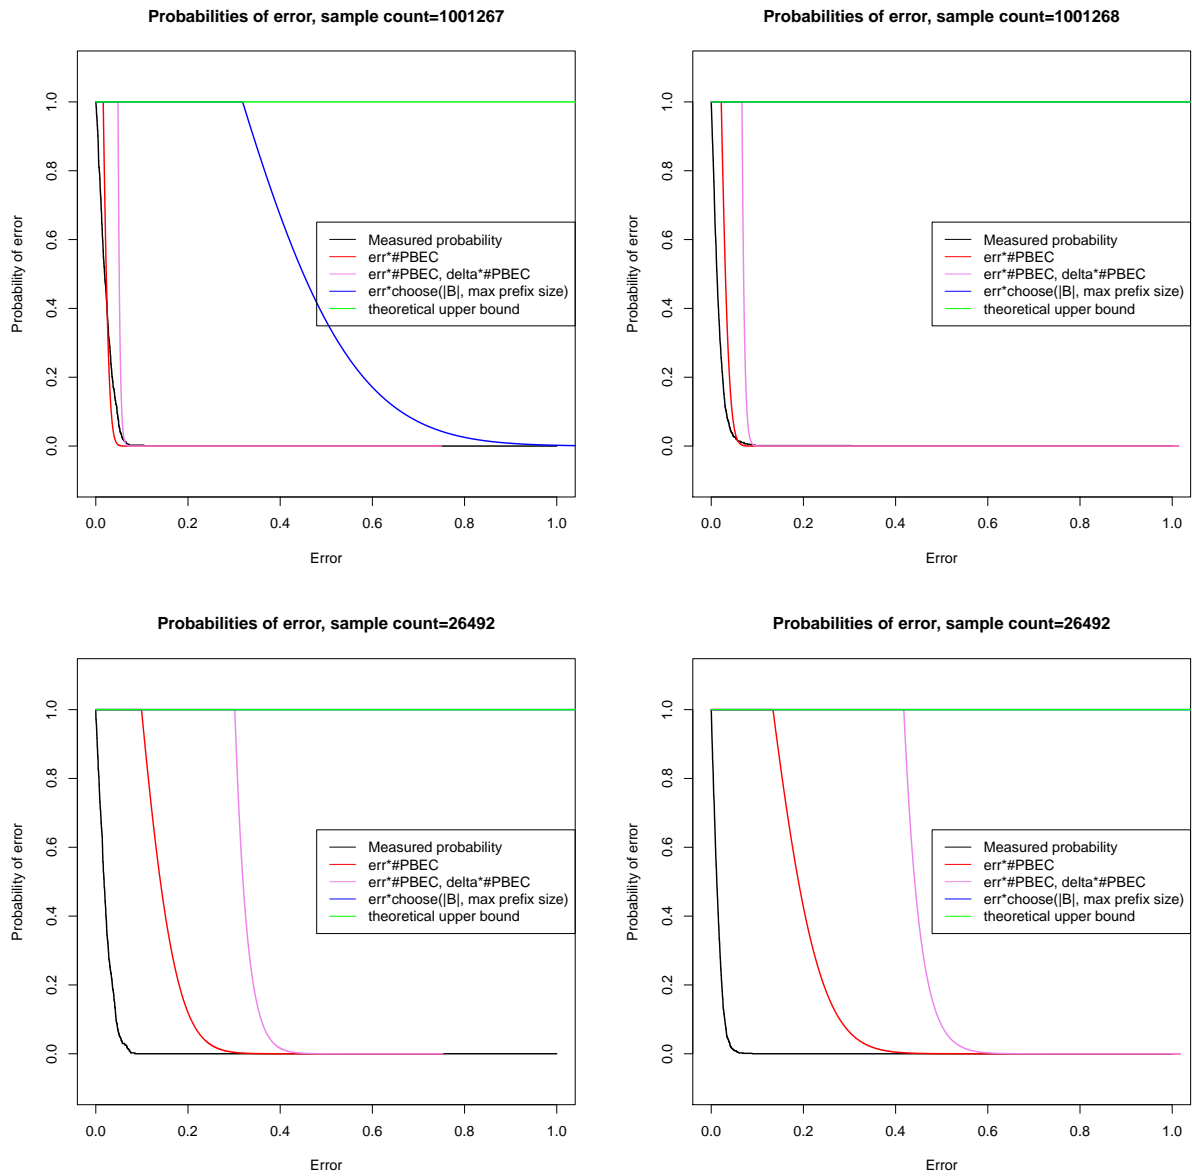 Probabilities of error, sample count=1001267
Probability of error
1.0
0.8
0.6
0.4
0.2
0.0
Measured probability
err*#PBEC
err*#PBEC, delta*#PBEC
err*choose(|B|, max prefix size)
theoretical upper bound
0.0 0.2 0.4 0.6 0.8 1.0
Error
Probabilities of error, sample count=1001268
Probability of error
1.0
0.8
0.6
0.4
0.2
0.0
Measured probability
err*#PBEC
err*#PBEC, delta*#PBEC
err*choose(|B|, max prefix size)
theoretical upper bound
0.0 0.2 0.4 0.6 0.8 1.0
Error
Probabilities of error, sample count=26492
Probability of error
1.0
0.8
0.6
0.4
0.2
0.0
Measured probability
err*#PBEC
err*#PBEC, delta*#PBEC
err*choose(|B|, max prefix size)
theoretical upper bound
0.0 0.2 0.4 0.6 0.8 1.0
Error
Probabilities of error, sample count=26492
Probability of error
1.0
0.8
0.6
0.4
0.2
0.0
Measured probability
err*#PBEC
err*#PBEC, delta*#PBEC
err*choose(|B|, max prefix size)
theoretical upper bound
0.0 0.2 0.4 0.6 0.8 1.0
Error